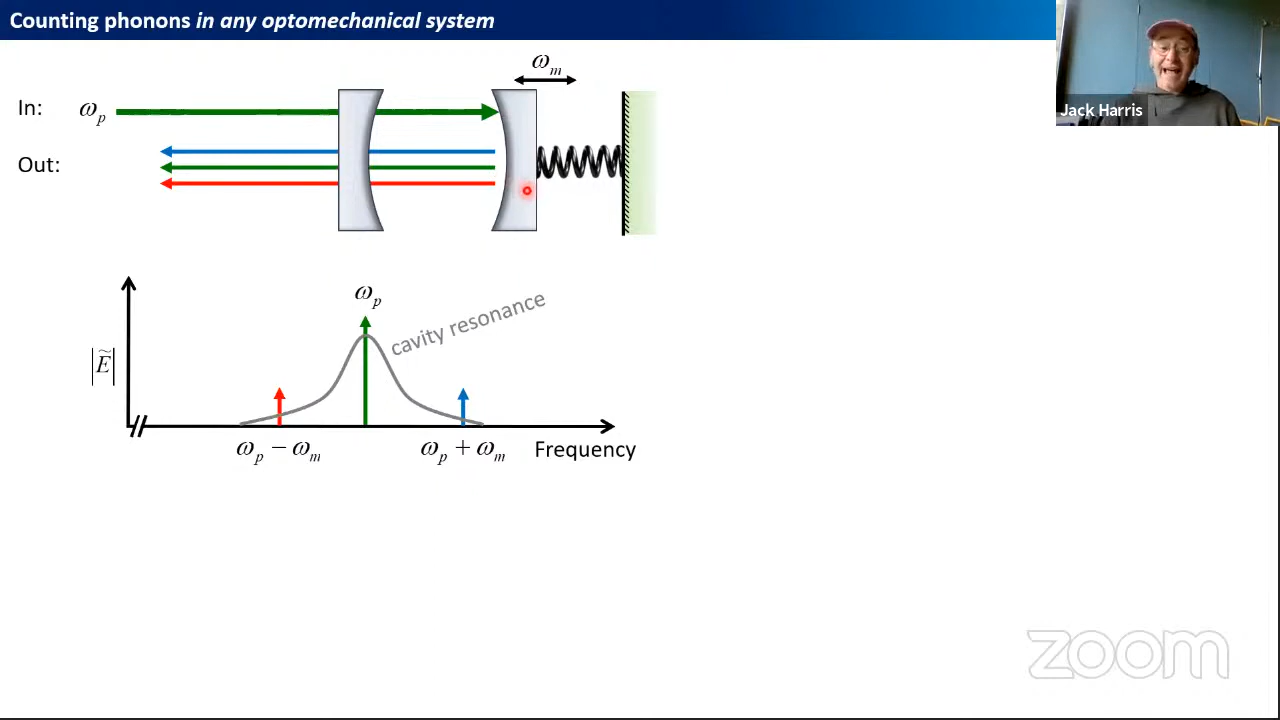 Counting phonons in any optomechanical system
Jack Harris
ωm
In: ωp
Out:
ωp
cavity resonance
|Ẽ|
ωp − ωm ωp + ωm Frequency
zoom